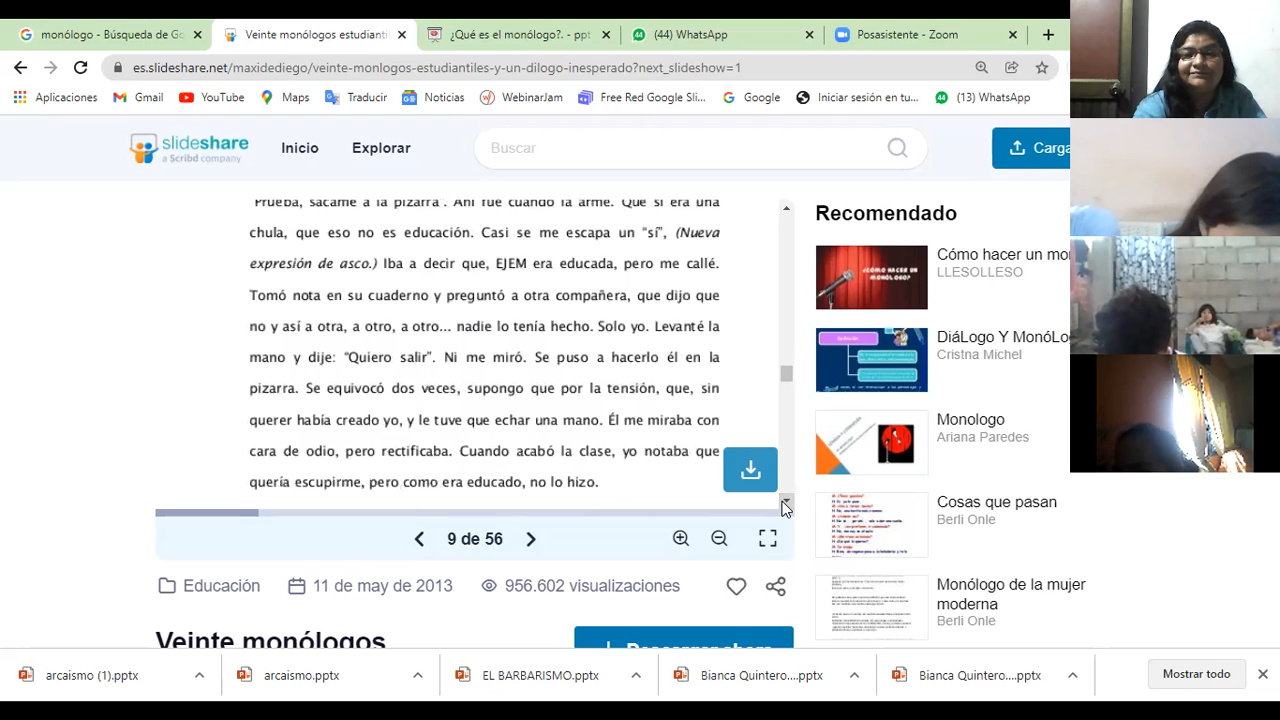 monólogo - Búsqueda de Go
Veinte monólogos estudianti
¿Qué es el monólogo?. - ppt
(44) WhatsApp
Posasistente - Zoom
es.slideshare.net/maxidediego/veinte-monlogos-estudiantiles-un-dilogo-inesperado?next_slideshow=1
Aplicaciones
Gmail
YouTube
Maps
Traducir
Noticias
WebinarJam
Free Red Google Sli...
Google
Iniciar sesión en tu...
(13) WhatsApp
slideshare
a Scribd company
Inicio
Explorar
Buscar
Carga
"Prueba, sácame a la pizarra". Ahí fue cuando la armé. Que si era una
chula, que eso no es educación. Casi se me escapa un "sí", (Nueva
expresión de asco.) Iba a decir que, EJEM era educada, pero me callé.
Tomó nota en su cuaderno y preguntó a otra compañera, que dijo que
no y así a otra, a otro, a otro... nadie lo tenía hecho. Solo yo. Levanté la
mano y dije: "Quiero salir". Ni me miró. Se puso a hacerlo él en la
pizarra. Se equivocó dos veces, supongo que por la tensión, que, sin
querer había creado yo, y le tuve que echar una mano. Él me miraba con
cara de odio, pero rectificaba. Cuando acabó la clase, yo notaba que
quería escupirme, pero como era educado, no lo hizo.
9 de 56
Educación
11 de may de 2013
356,602 visualizaciones
Veinte monólogos
Descargar ahora
Recomendado
¿CÓMO HACER UN
MONÓLOGO?
Cómo hacer un mon
LLESOLLESO
DiáLogo Y MonóLo
Cristna Michel
Monologo
Ariana Paredes
Cosas que pasan
Berli Onle
Monólogo de la mujer
moderna
Berli Onle
arcaismo (1).pptx
arcaismo.pptx
EL BARBARISMO.pptx
Bianca Quintero....pptx
Bianca Quintero....pptx
Mostrar todo